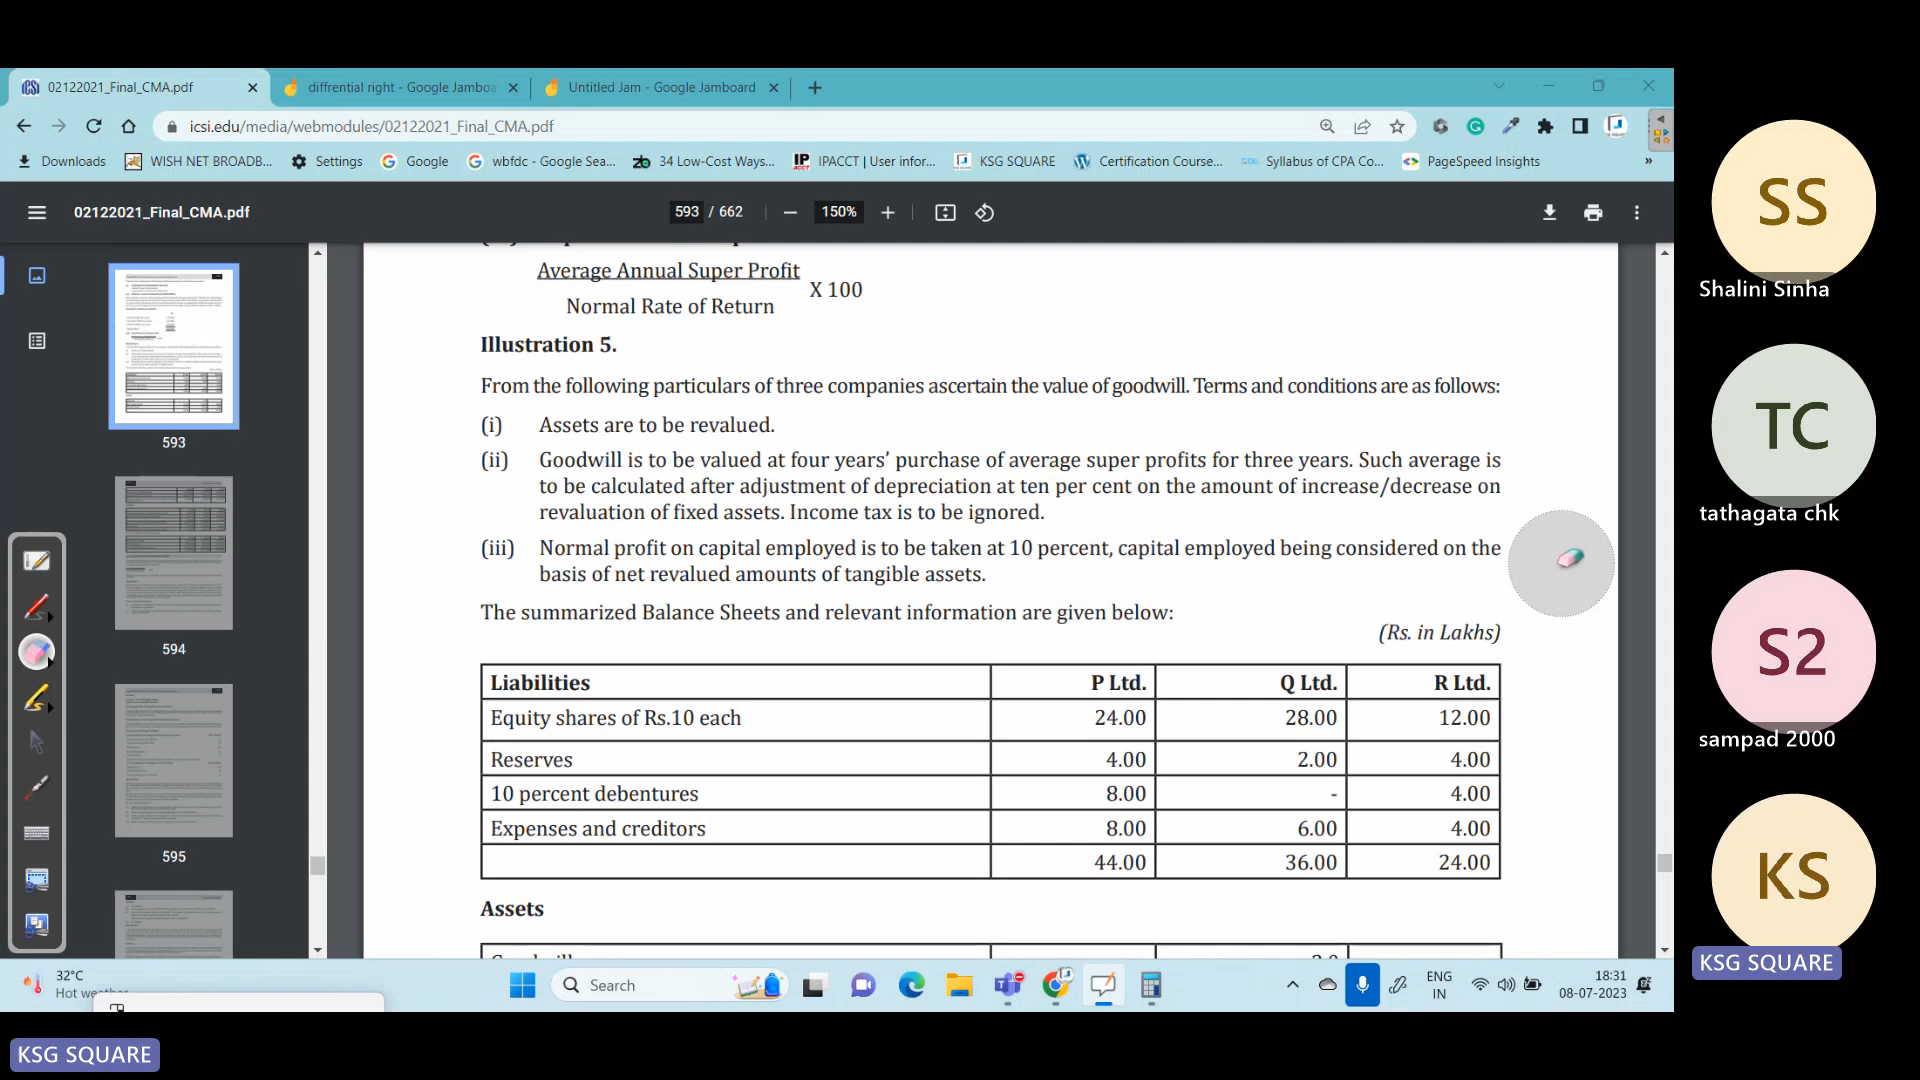 02122021_Final_CMA.pdf
diffrential right - Google Jamboa
Untitled Jam - Google Jamboard
icsi.edu/media/webmodules/02122021_Final_CMA.pdf
Downloads
WISH NET BROADB...
Settings
Google
wbfdc - Google Sea...
34 Low-Cost Ways...
IPACCT | User infor...
KSG SQUARE
Certification Course...
Syllabus of CPA Co...
PageSpeed Insights
»
02122021_Final_CMA.pdf
593 / 662
150%
Average Annual Super Profit
X 100
Normal Rate of Return
Illustration 5.
From the following particulars of three companies ascertain the value of goodwill. Terms and conditions are as follows:
(i) Assets are to be revalued.
(ii) Goodwill is to be valued at four years’ purchase of average super profits for three years. Such average is
to be calculated after adjustment of depreciation at ten per cent on the amount of increase/decrease on
revaluation of fixed assets. Income tax is to be ignored.
(iii) Normal profit on capital employed is to be taken at 10 percent, capital employed being considered on the
basis of net revalued amounts of tangible assets.
The summarized Balance Sheets and relevant information are given below:
(Rs. in Lakhs)
Liabilities P Ltd. Q Ltd. R Ltd.
Equity shares of Rs.10 each 24.00 28.00 12.00
Reserves 4.00 2.00 4.00
10 percent debentures 8.00 - 4.00
Expenses and creditors 8.00 6.00 4.00
44.00 36.00 24.00
Assets
593
594
595
32°C
Hot weather
Search
ENG
IN
18:31
08-07-2023
SS
Shalini Sinha
TC
tathagata chk
S2
sampad 2000
KS
KSG SQUARE
KSG SQUARE